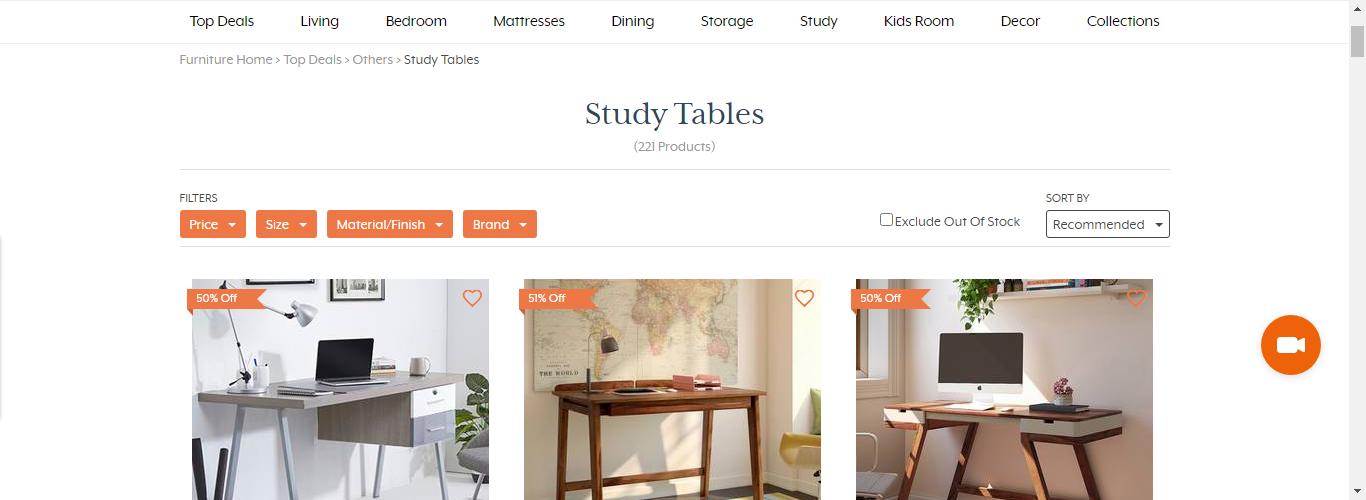 Top Deals Living Bedroom Mattresses Dining Storage Study Kids Room Decor Collections
Furniture Home > Top Deals > Others > Study Tables
Study Tables
(221 Products)
FILTERS
SORT BY
Price Size Material/Finish Brand
Exclude Out Of Stock
Recommended
50% Off
51% Off
50% Off
THE WORLD